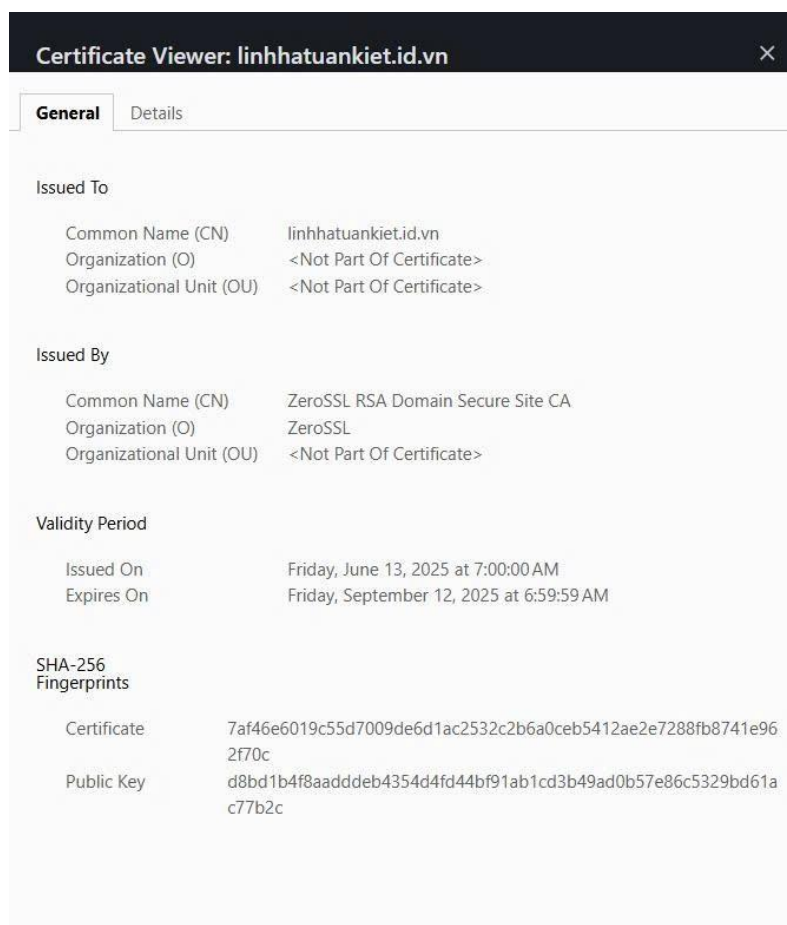 Certificate Viewer: linhhatuankiet.id.vn
General Details
Issued To
Common Name (CN) linhhatuankiet.id.vn
Organization (O) <Not Part Of Certificate>
Organizational Unit (OU) <Not Part Of Certificate>
Issued By
Common Name (CN) ZeroSSL RSA Domain Secure Site CA
Organization (O) ZeroSSL
Organizational Unit (OU) <Not Part Of Certificate>
Validity Period
Issued On Friday, June 13, 2025 at 7:00:00 AM
Expires On Friday, September 12, 2025 at 6:59:59 AM
SHA-256
Fingerprints
Certificate 7af46e6019c55d7009de6d1ac2532c2b6a0ceb5412ae2e7288fb8741e96
2f70c
Public Key d8bd1b4f8aadddeb4354d4fd44bf91ab1cd3b49ad0b57e86c5329bd61a
c77b2c